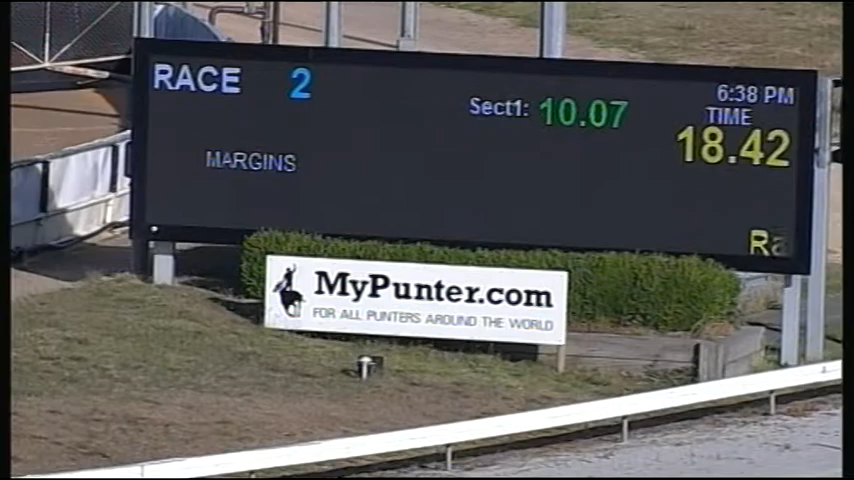 RACE 2
Sect1: 10.07
6:38 PM
TIME
18.42
MARGINS
Ra
MyPunter.com
FOR ALL PUNTERS AROUND THE WORLD